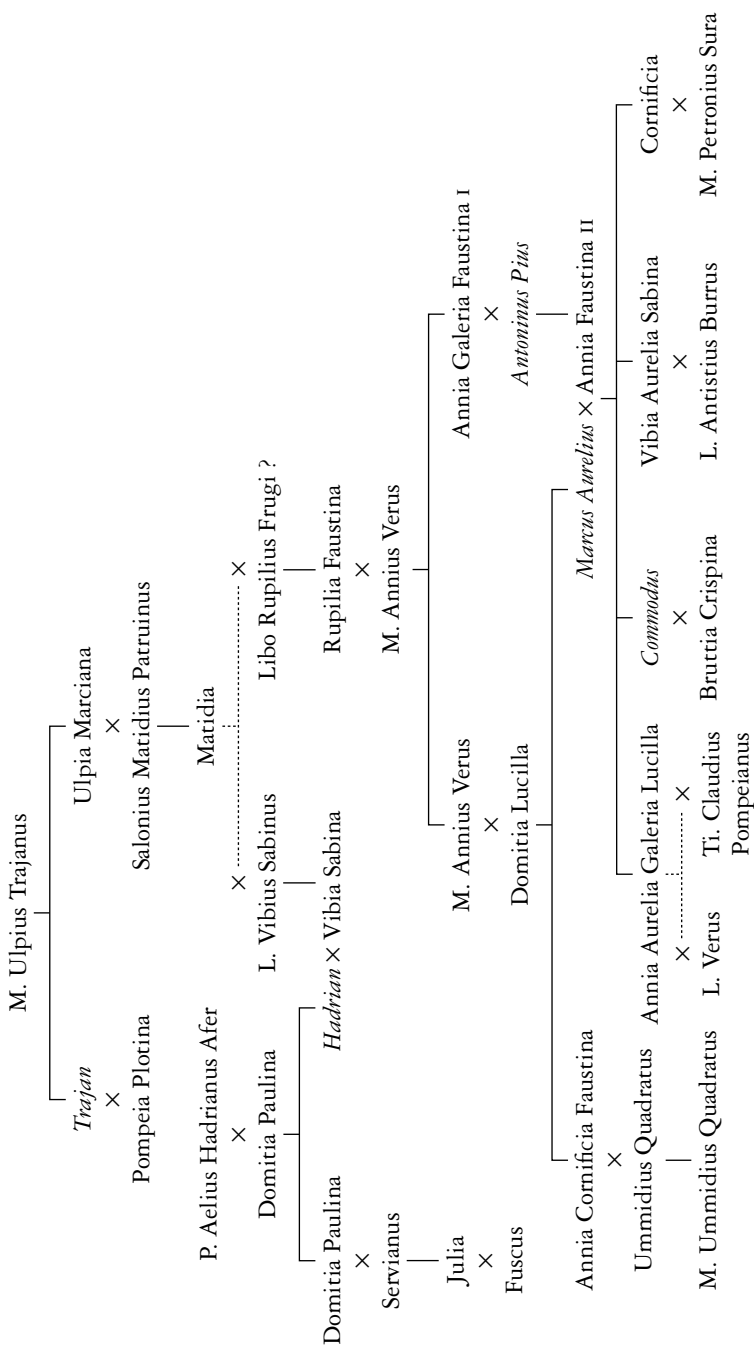 M. Ulpius Trajanus
Trajan
×
Pompeia Plotina
Ulpia Marciana
×
Salonius Matidius Patruinus
Matidia
P. Aelius Hadrianus Afer
×
Domitia Paulina
×
L. Vibius Sabinus
×
Libo Rupilius Frugi ?
Domitia Paulina
×
Servianus
Julia
×
Fuscus
Hadrian × Vibia Sabina
Rupilia Faustina
×
M. Annius Verus
M. Annius Verus
×
Domitia Lucilla
Annia Galeria Faustina I
×
Antoninus Pius
Annia Cornificia Faustina
×
Ummidius Quadratus
M. Ummidius Quadratus
Marcus Aurelius × Annia Faustina II
Annia Aurelia Galeria Lucilla
×
L. Verus
×
Ti. Claudius
Pompeianus
Commodus
×
Bruttia Crispina
Vibia Aurelia Sabina
×
L. Antistius Burrus
Cornificia
×
M. Petronius Sura